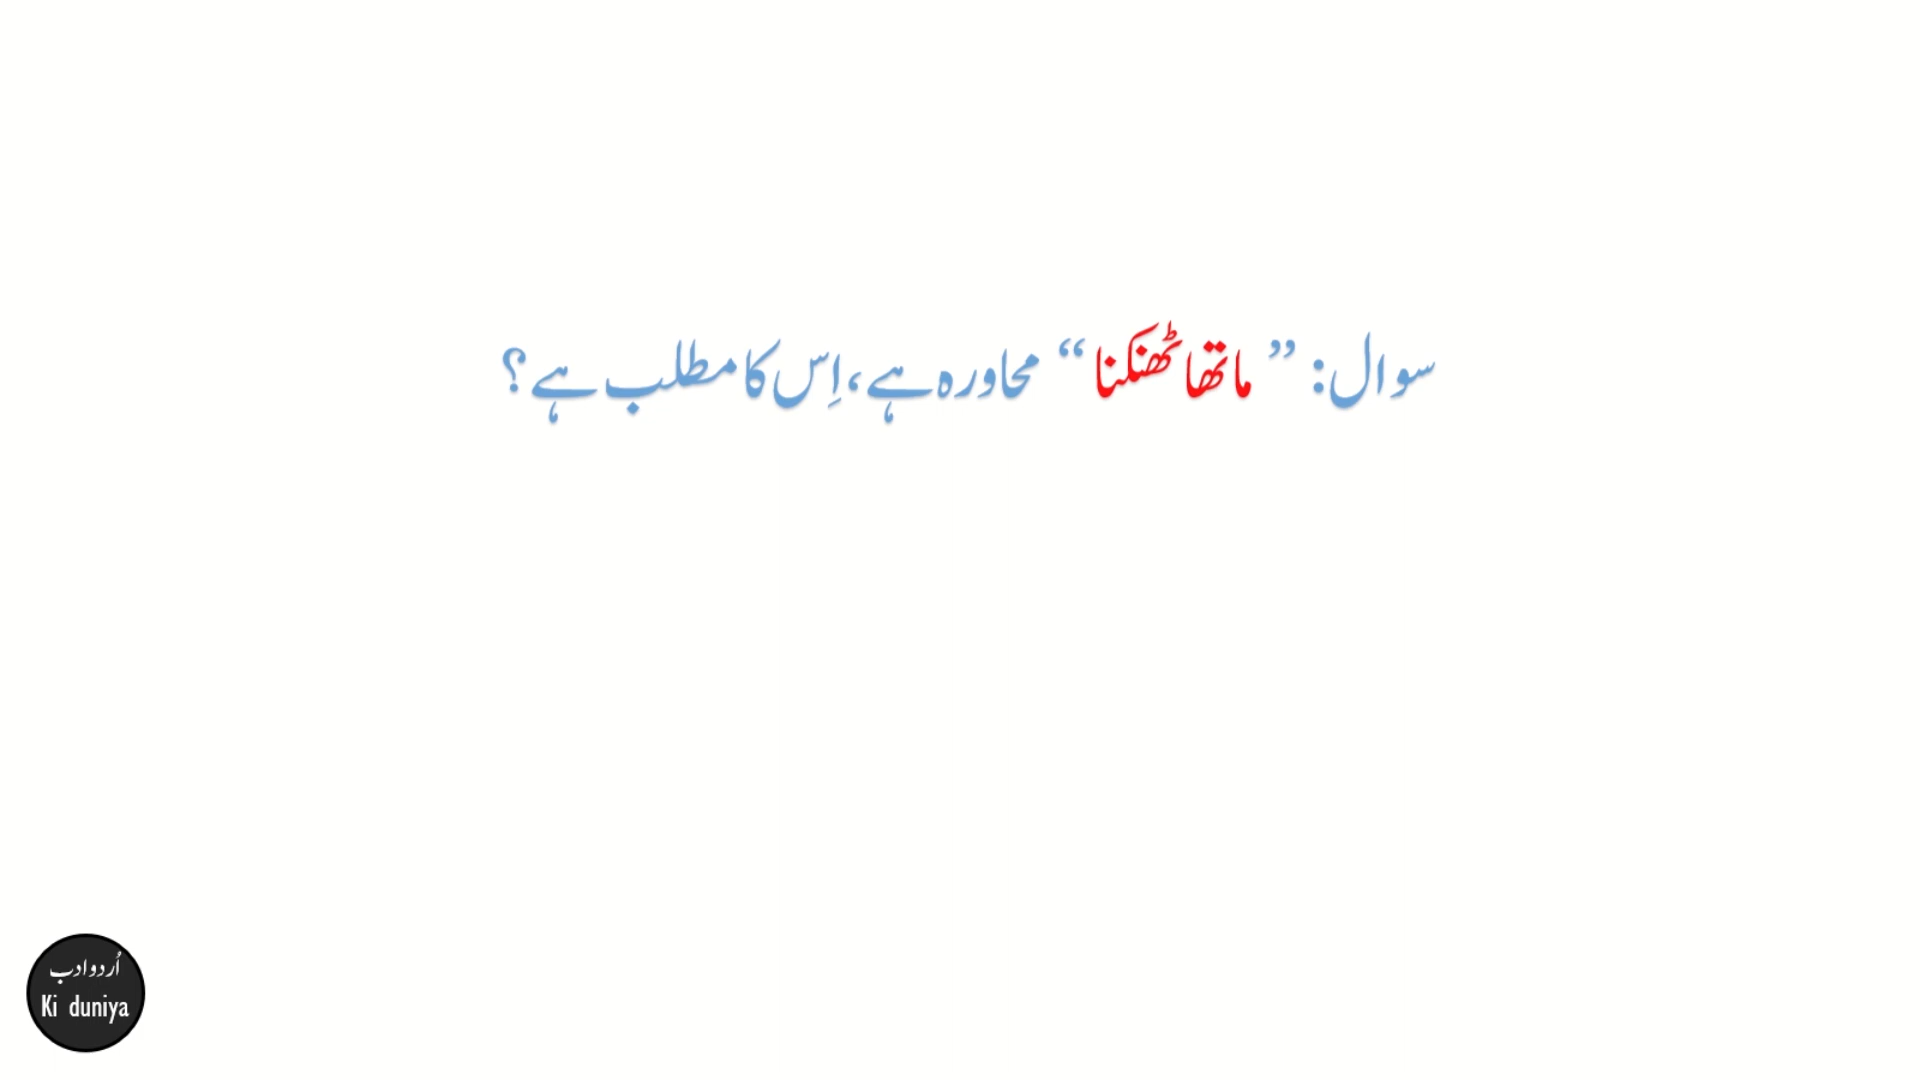 سوال: ” ماتھا ٹھنکنا “ محاورہ ہے، اِس کا مطلب ہے؟
اُردو ادب
Ki duniya